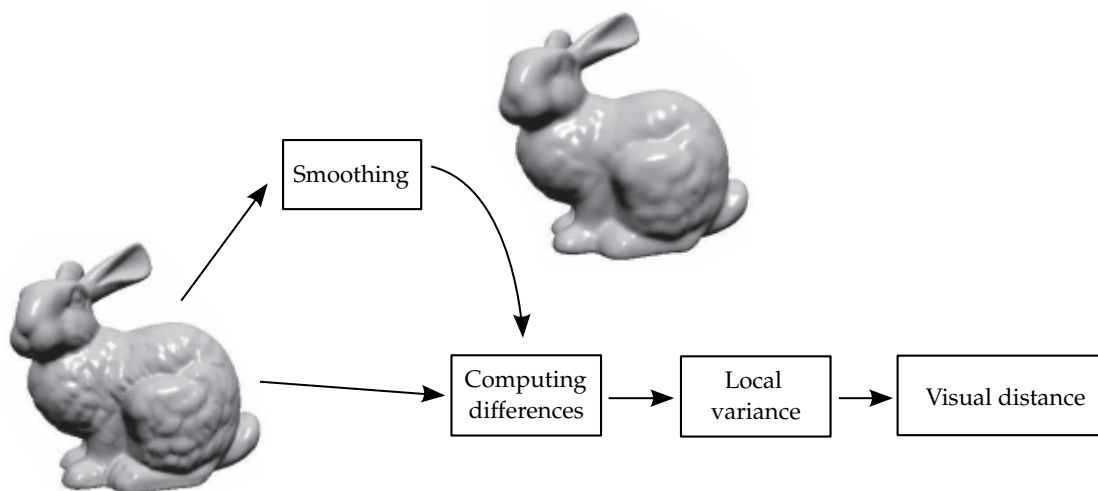 Smoothing
Computing
differences
Local
variance
Visual distance